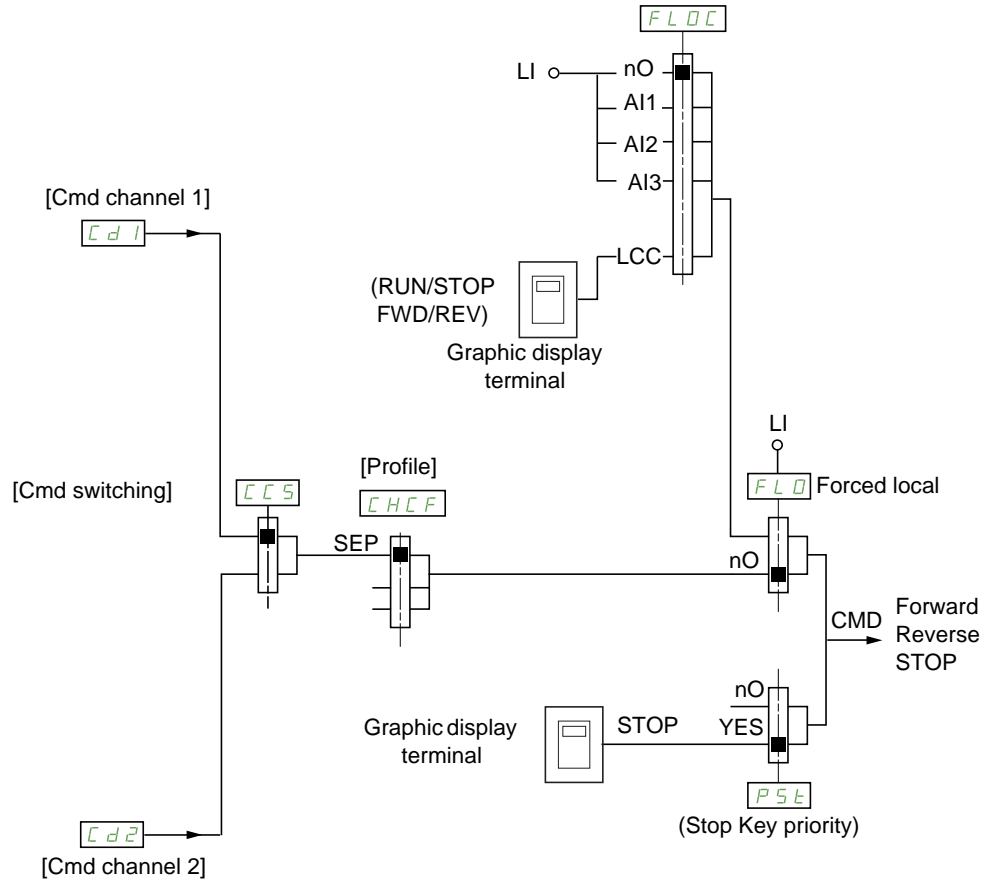 FLOC
LI
nO
AI1
AI2
AI3
LCC
[Cmd channel 1]
Cd1
(RUN/STOP
FWD/REV)
Graphic display
terminal
LI
[Profile]
[Cmd switching]
CCS
CHCF
FLO
Forced local
SEP
nO
CMD
Forward
Reverse
STOP
nO
Graphic display
terminal
STOP
YES
PSt
(Stop Key priority)
Cd2
[Cmd channel 2]